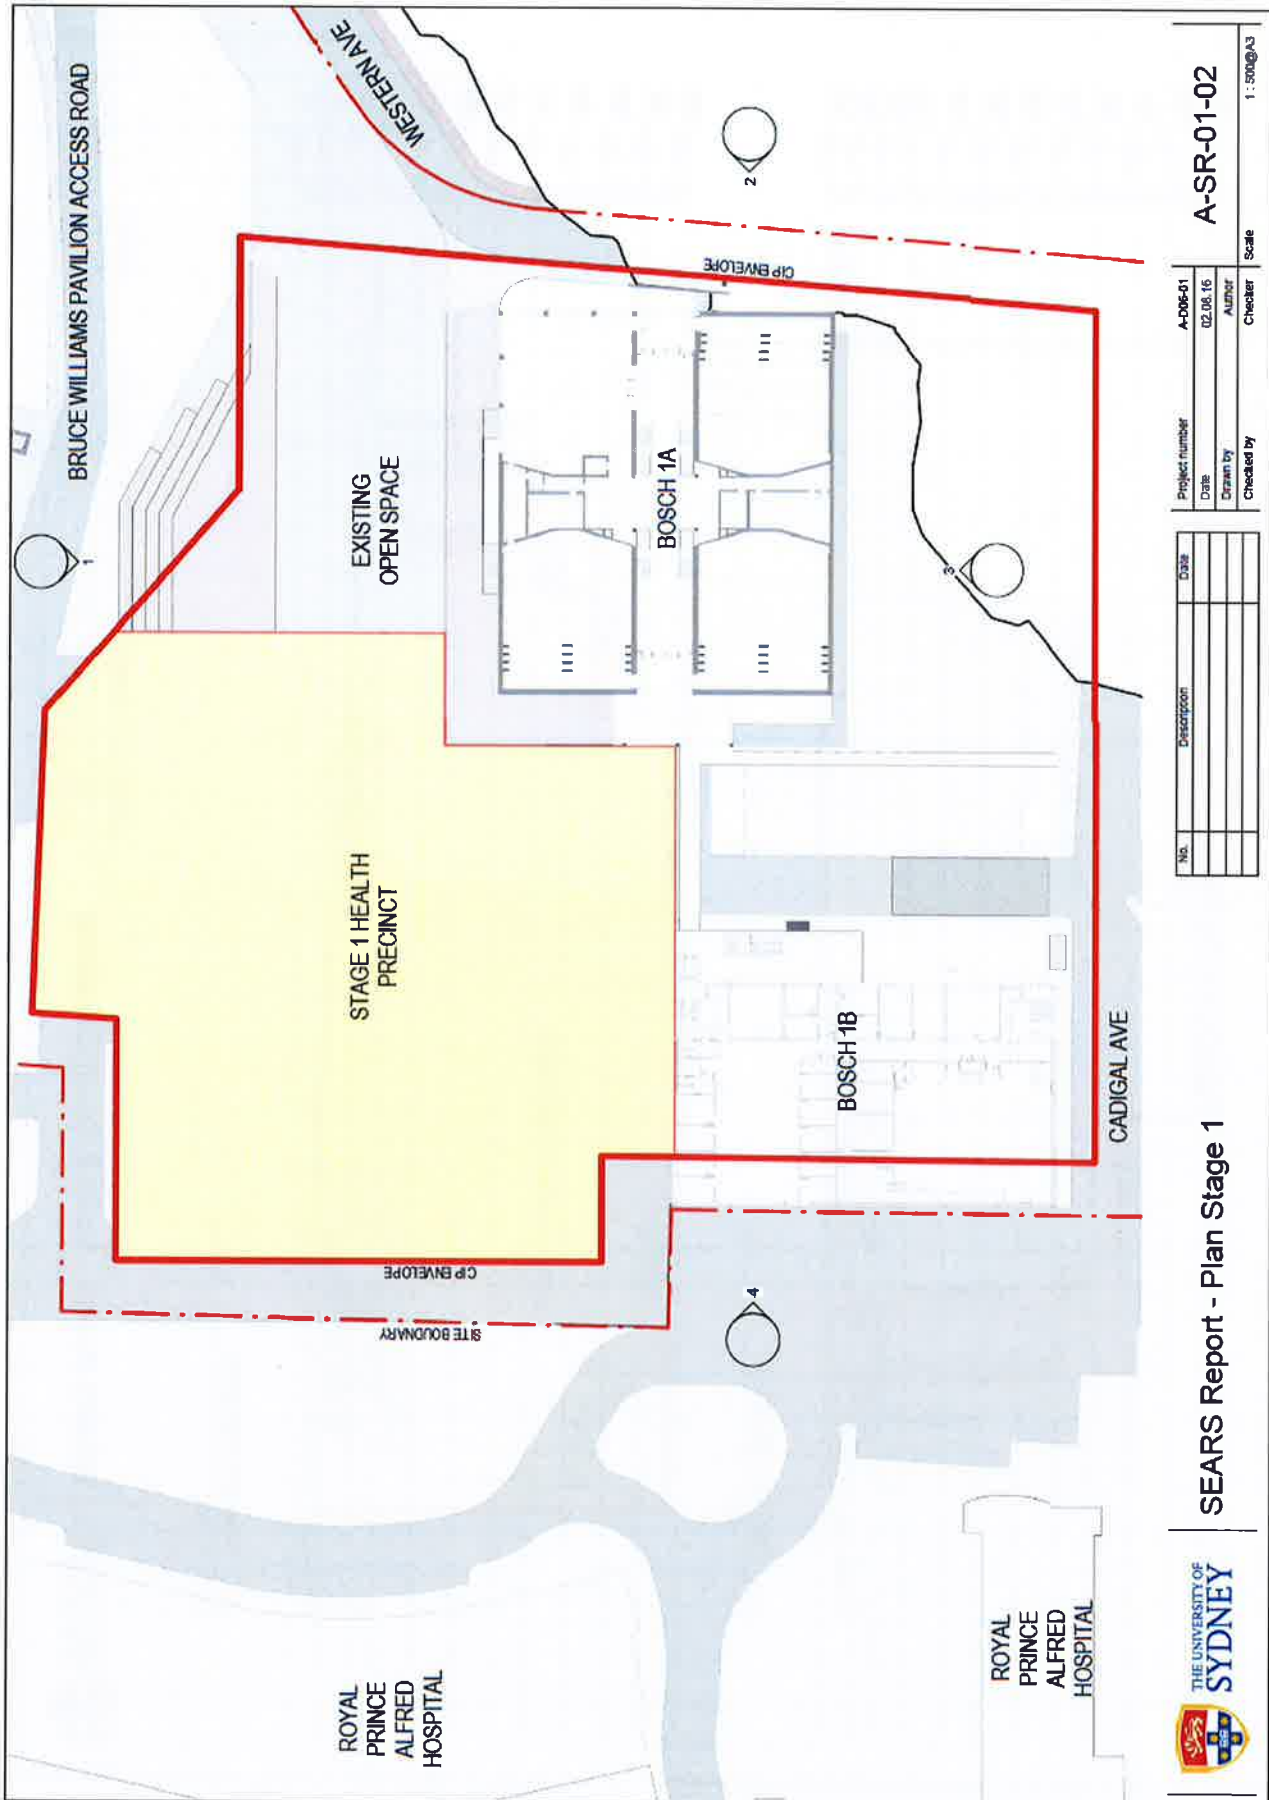 BRUCE WILLIAMS PAVILION ACCESS ROAD
WESTERN AVE
1
2
3
4
EXISTING
OPEN SPACE
STAGE 1 HEALTH
PRECINCT
BOSCH 1A
BOSCH 1B
CIP ENVELOPE
CIP ENVELOPE
SITE BOUDNARY
CADIGAL AVE
ROYAL
PRINCE
ALFRED
HOSPITAL
ROYAL
PRINCE
ALFRED
HOSPITAL
THE UNIVERSITY OF
SYDNEY
SEARS Report - Plan Stage 1
No. Description Date
Project number A-D06-01
Date 02.06.16
Drawn by Author
Checked by Checker
A-SR-01-02
Scale 1 : 500@A3